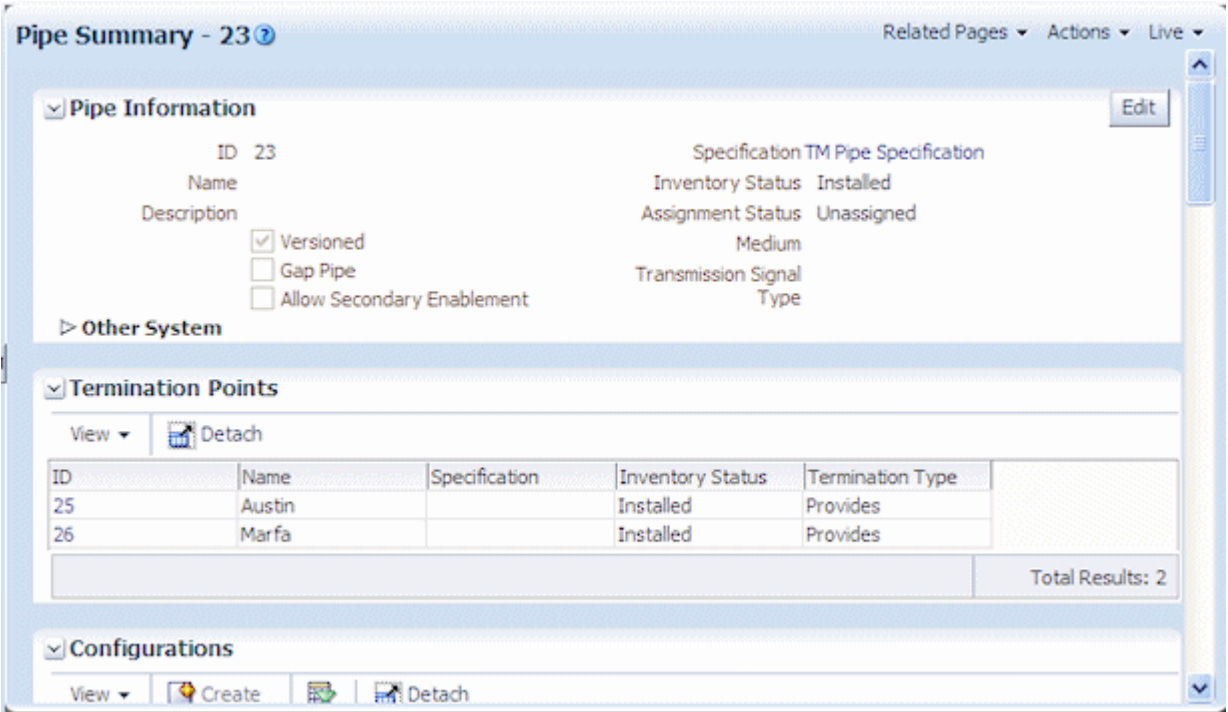 Pipe Summary - 23 Related Pages Actions Live
Pipe Information Edit
ID 23 Specification TM Pipe Specification
Name Inventory Status Installed
Description Assignment Status Unassigned
Versioned Medium
Gap Pipe Transmission Signal
Allow Secondary Enablement Type
Other System
Termination Points
View Detach
ID Name Specification Inventory Status Termination Type
25 Austin Installed Provides
26 Marfa Installed Provides
Total Results: 2
Configurations
View Create Detach